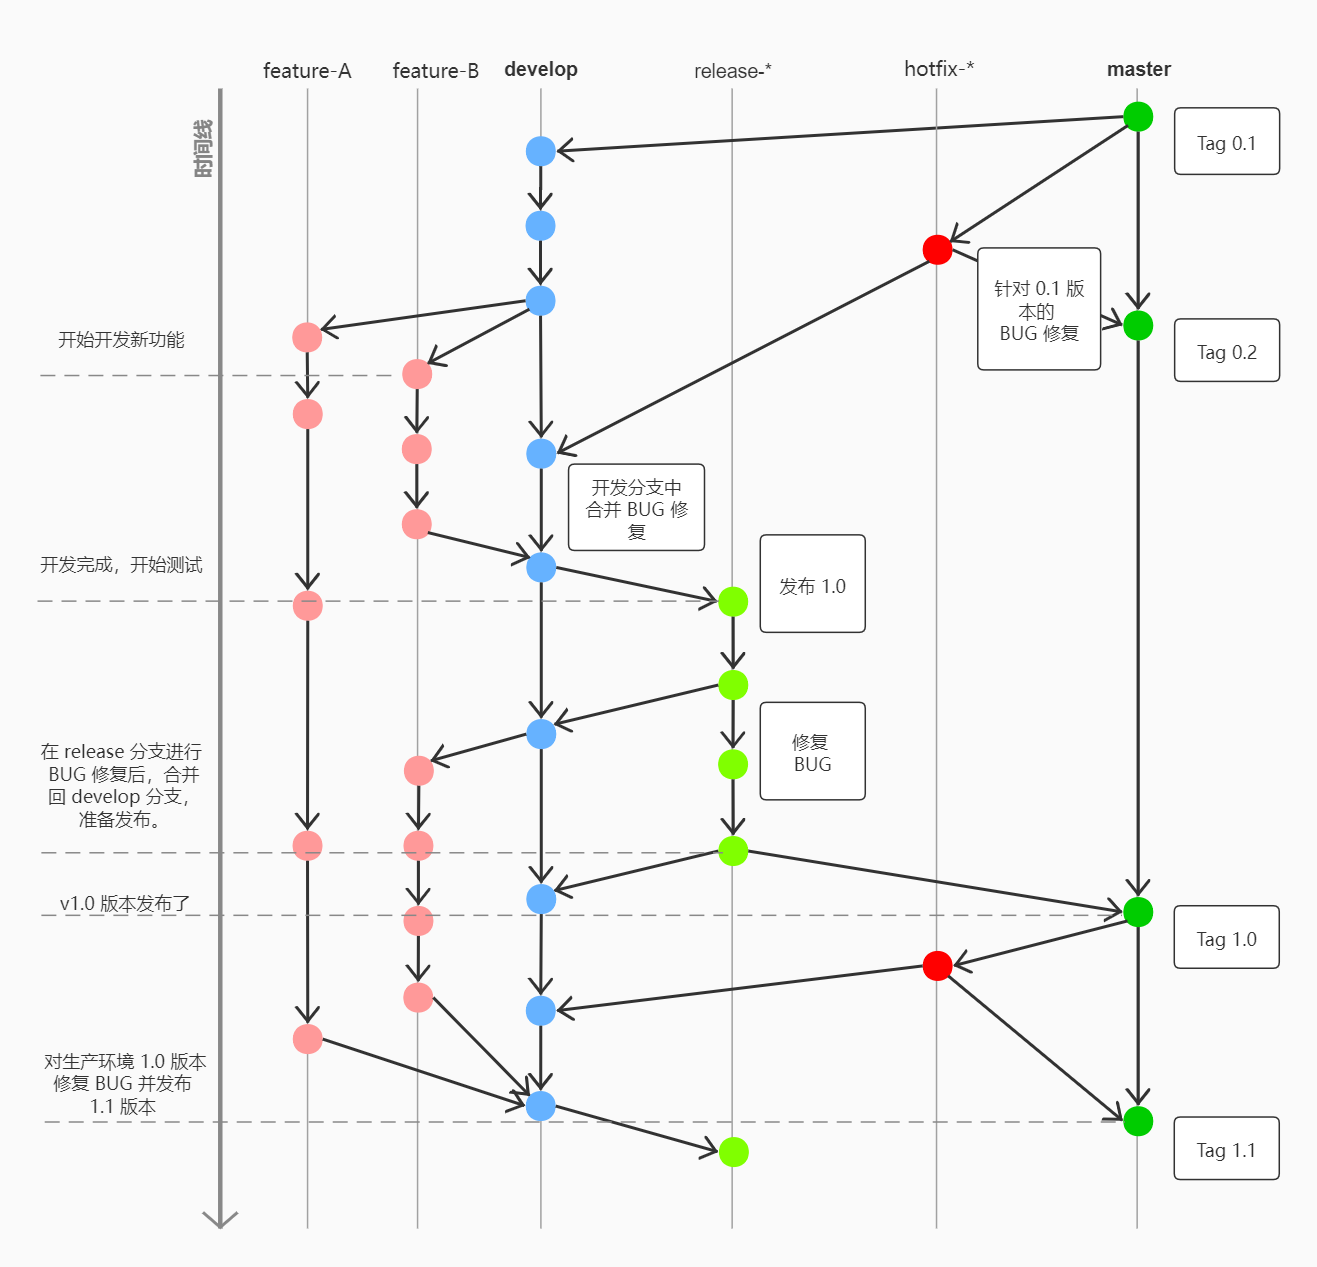 feature-A
feature-B
develop
release-*
hotfix-*
master
时间线
Tag 0.1
针对 0.1 版
本的
BUG 修复
开始开发新功能
Tag 0.2
开发分支中
合并 BUG 修
复
开发完成，开始测试
发布 1.0
在 release 分支进行
BUG 修复后，合并
回 develop 分支，
准备发布。
修复
BUG
v1.0 版本发布了
Tag 1.0
对生产环境 1.0 版本
修复 BUG 并发布
1.1 版本
Tag 1.1